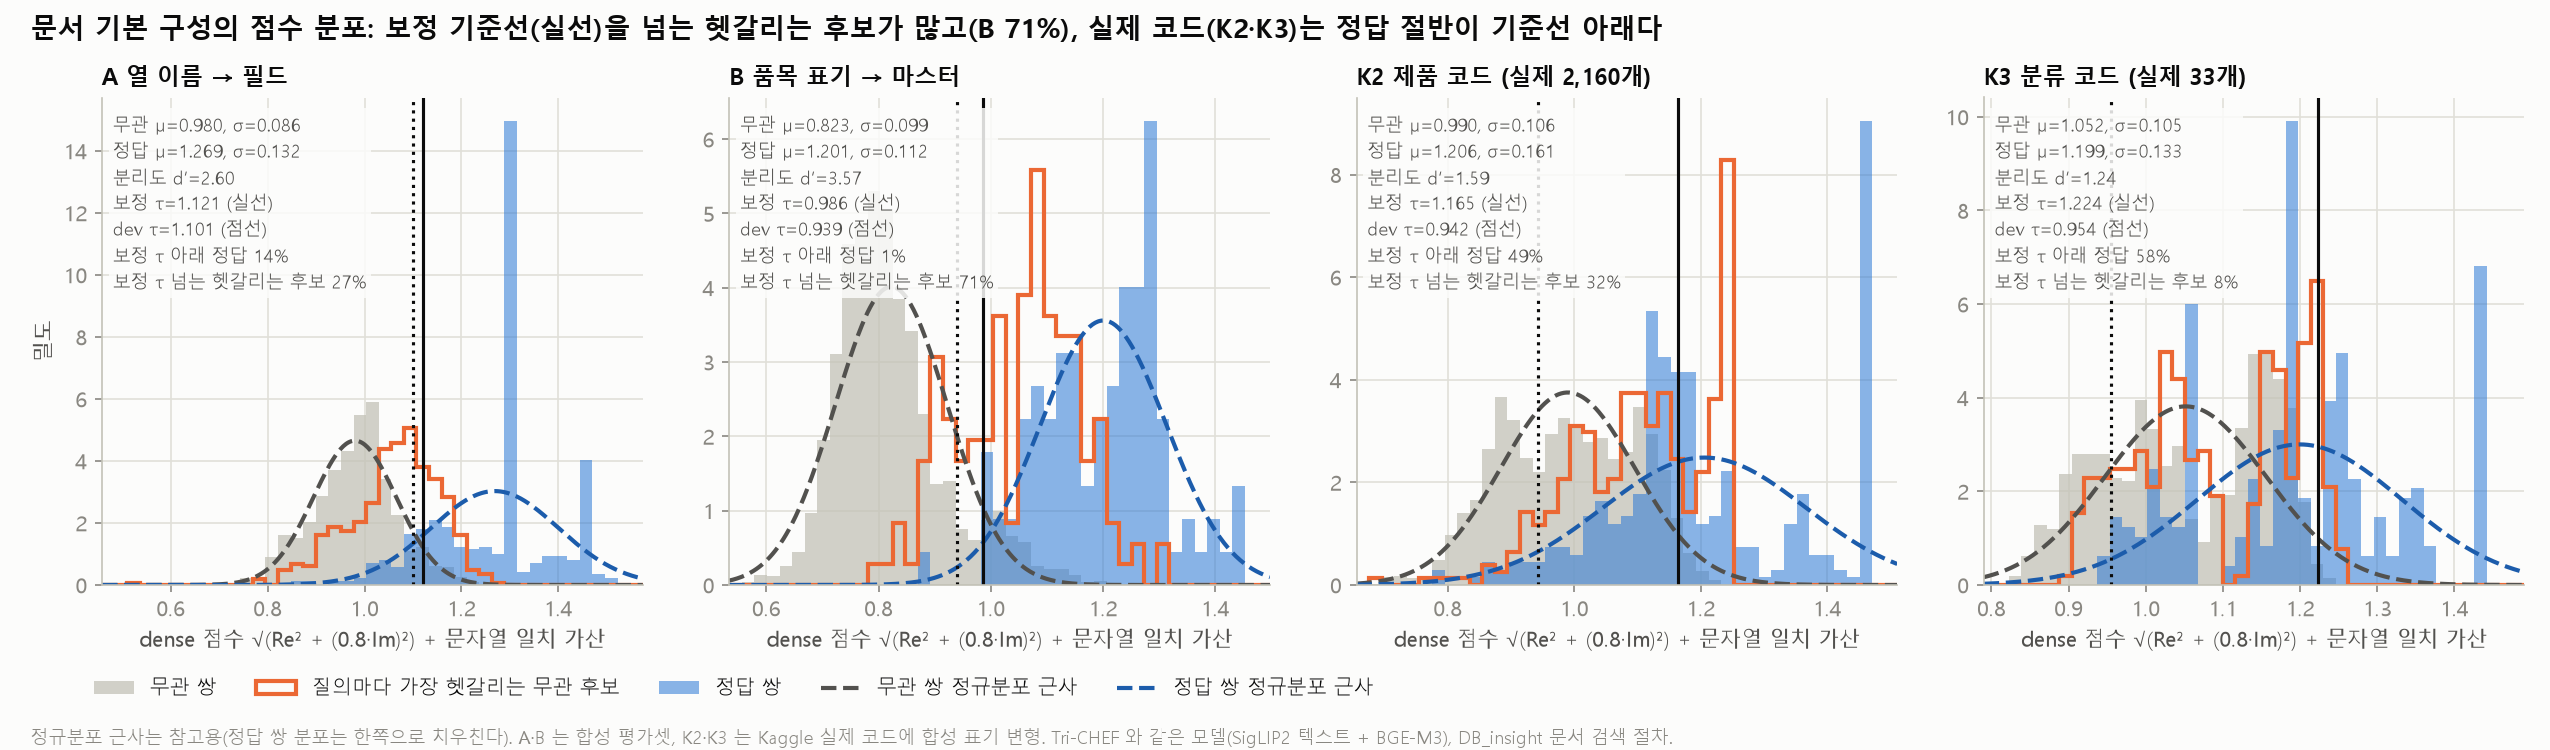 문서 기본 구성의 점수 분포: 보정 기준선(실선)을 넘는 헷갈리는 후보가 많고(B 71%), 실제 코드(K2·K3)는 정답 절반이 기준선 아래다
A 열 이름 → 필드
무관 μ=0.980, σ=0.086
정답 μ=1.269, σ=0.132
분리도 d′=2.60
보정 τ=1.121 (실선)
dev τ=1.101 (점선)
보정 τ 아래 정답 14%
보정 τ 넘는 헷갈리는 후보 27%
밀도
14
12
10
8
6
4
2
0
0.6 0.8 1.0 1.2 1.4
dense 점수 √(Re² + (0.8·Im)²) + 문자열 일치 가산
B 품목 표기 → 마스터
무관 μ=0.823, σ=0.099
정답 μ=1.201, σ=0.112
분리도 d′=3.57
보정 τ=0.986 (실선)
dev τ=0.939 (점선)
보정 τ 아래 정답 1%
보정 τ 넘는 헷갈리는 후보 71%
6
5
4
3
2
1
0
0.6 0.8 1.0 1.2 1.4
dense 점수 √(Re² + (0.8·Im)²) + 문자열 일치 가산
K2 제품 코드 (실제 2,160개)
무관 μ=0.990, σ=0.106
정답 μ=1.206, σ=0.161
분리도 d′=1.59
보정 τ=1.165 (실선)
dev τ=0.942 (점선)
보정 τ 아래 정답 49%
보정 τ 넘는 헷갈리는 후보 32%
8
6
4
2
0
0.8 1.0 1.2 1.4
dense 점수 √(Re² + (0.8·Im)²) + 문자열 일치 가산
K3 분류 코드 (실제 33개)
무관 μ=1.052, σ=0.105
정답 μ=1.199, σ=0.133
분리도 d′=1.24
보정 τ=1.224 (실선)
dev τ=0.954 (점선)
보정 τ 아래 정답 58%
보정 τ 넘는 헷갈리는 후보 8%
10
8
6
4
2
0
0.8 0.9 1.0 1.1 1.2 1.3 1.4
dense 점수 √(Re² + (0.8·Im)²) + 문자열 일치 가산
무관 쌍 질의마다 가장 헷갈리는 무관 후보 정답 쌍 무관 쌍 정규분포 근사 정답 쌍 정규분포 근사
정규분포 근사는 참고용(정답 쌍 분포는 한쪽으로 치우친다). A·B 는 합성 평가셋, K2·K3 는 Kaggle 실제 코드에 합성 표기 변형. Tri-CHEF 와 같은 모델(SigLIP2 텍스트 + BGE-M3), DB_insight 문서 검색 절차.